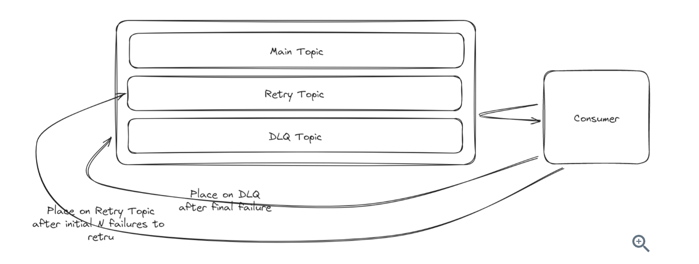 Main Topic
Retry Topic
DLQ Topic
Consumer
Place on DLQ
after final failure
Place on Retry Topic
after initial N failures to
retru